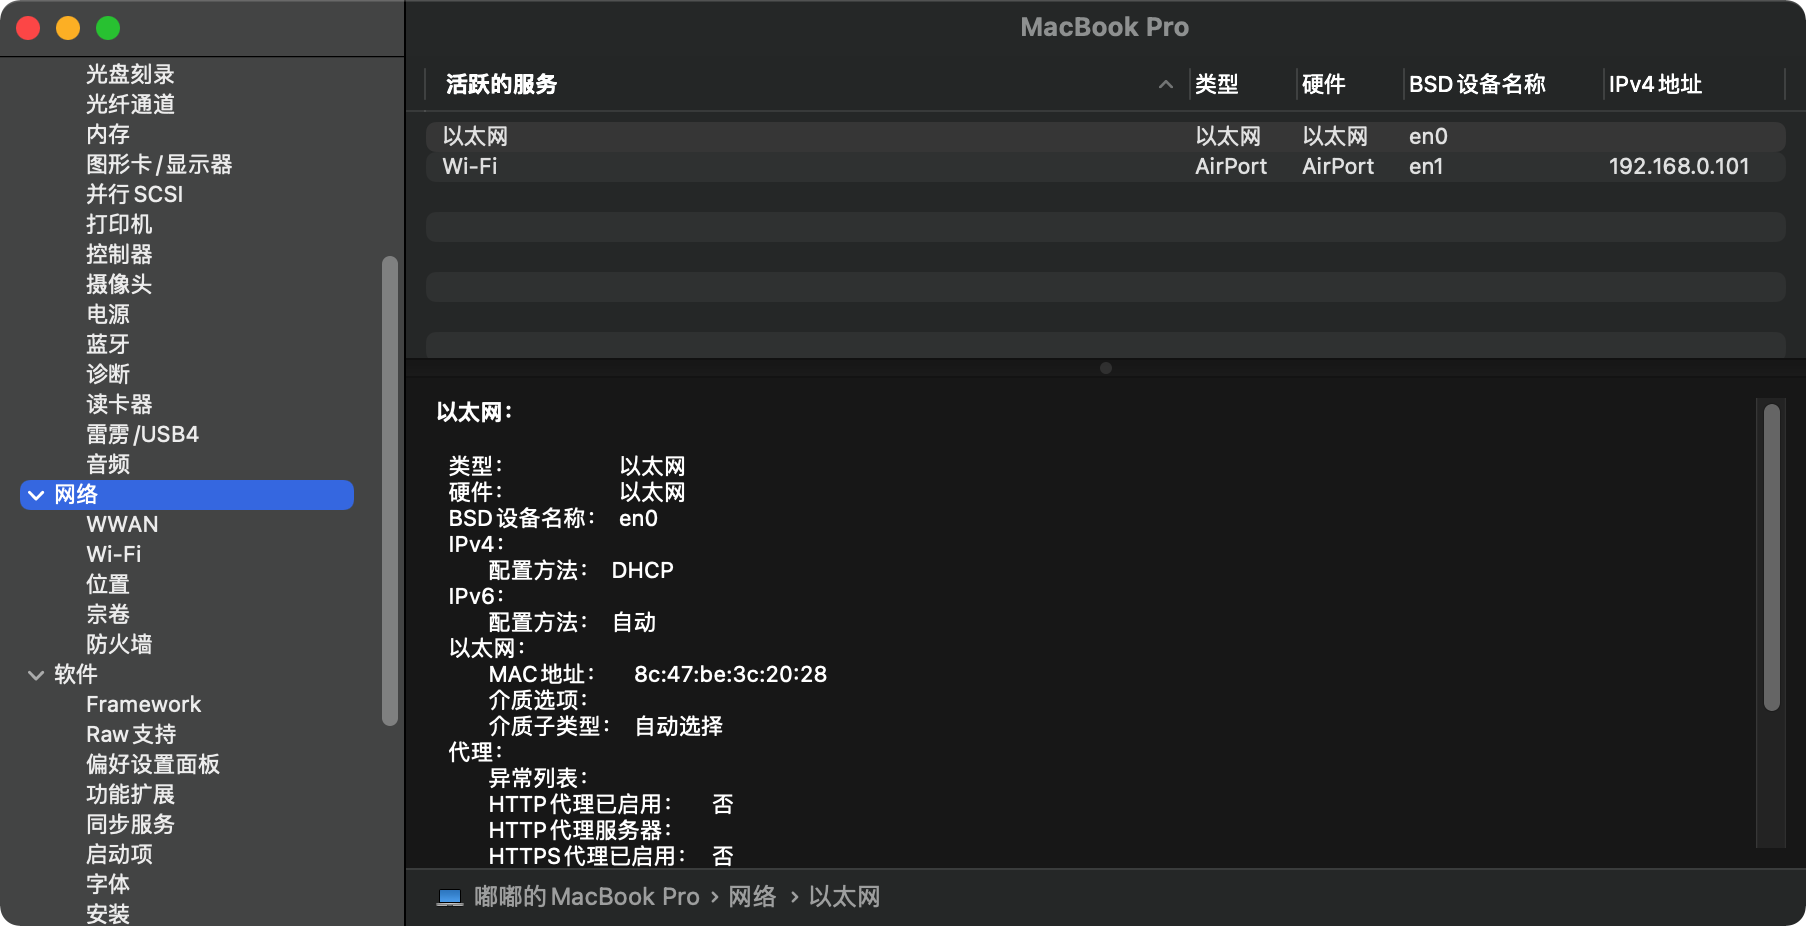 MacBook Pro
光盘刻录
光纤通道
内存
图形卡/显示器
并行SCSI
打印机
控制器
摄像头
电源
蓝牙
诊断
读卡器
雷雳/USB4
音频
网络
WWAN
Wi-Fi
位置
宗卷
防火墙
软件
Framework
Raw支持
偏好设置面板
功能扩展
同步服务
启动项
字体
安装
活跃的服务 类型 硬件 BSD设备名称 IPv4地址
以太网 以太网 以太网 en0
Wi-Fi AirPort AirPort en1 192.168.0.101
以太网：
类型： 以太网
硬件： 以太网
BSD设备名称： en0
IPv4：
配置方法： DHCP
IPv6：
配置方法： 自动
以太网：
MAC地址： 8c:47:be:3c:20:28
介质选项：
介质子类型： 自动选择
代理：
异常列表：
HTTP代理已启用： 否
HTTP代理服务器：
HTTPS代理已启用： 否
嘟嘟的MacBook Pro › 网络 › 以太网